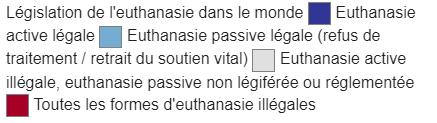 Législation de l'euthanasie dans le monde Euthanasie
active légale Euthanasie passive légale (refus de
traitement / retrait du soutien vital) Euthanasie active
illégale, euthanasie passive non légiférée ou réglementée
Toutes les formes d'euthanasie illégales